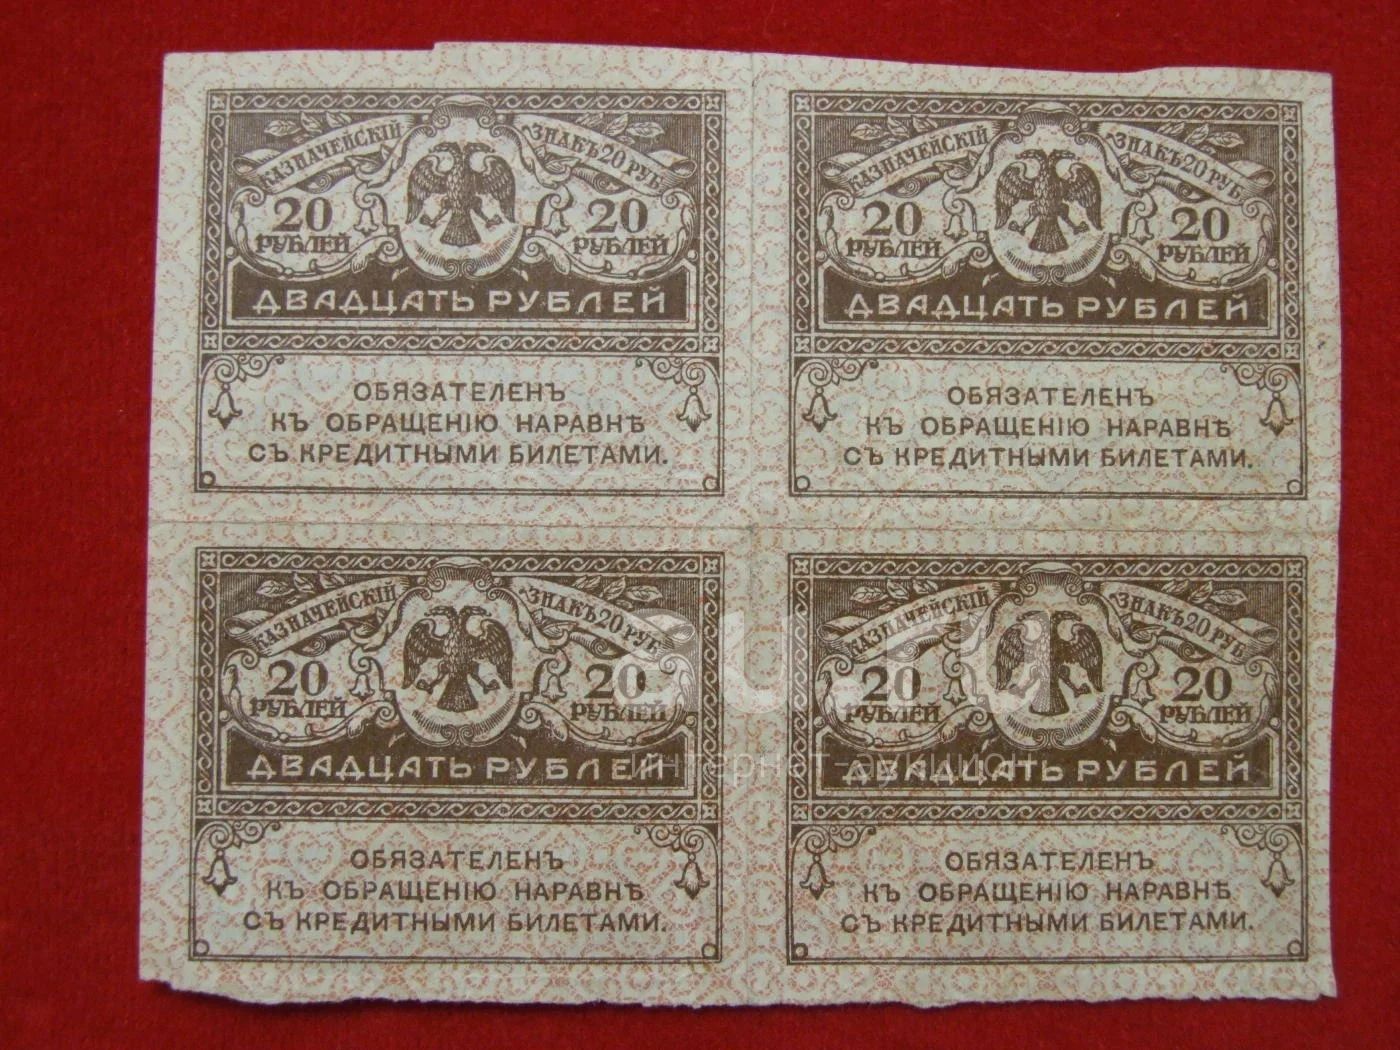 КАЗНАЧЕЙСКІЙ ЗНАКЪ 20 РУБ.
20 РУБЛЕЙ 20 РУБЛЕЙ
ДВАДЦАТЬ РУБЛЕЙ
ОБЯЗАТЕЛЕНЪ
КЪ ОБРАЩЕНІЮ НАРАВНѢ
СЪ КРЕДИТНЫМИ БИЛЕТАМИ.
КАЗНАЧЕЙСКІЙ ЗНАКЪ 20 РУБ.
20 РУБЛЕЙ 20 РУБЛЕЙ
ДВАДЦАТЬ РУБЛЕЙ
ОБЯЗАТЕЛЕНЪ
КЪ ОБРАЩЕНІЮ НАРАВНѢ
СЪ КРЕДИТНЫМИ БИЛЕТАМИ.
КАЗНАЧЕЙСКІЙ ЗНАКЪ 20 РУБ.
20 РУБЛЕЙ 20 РУБЛЕЙ
ДВАДЦАТЬ РУБЛЕЙ
ОБЯЗАТЕЛЕНЪ
КЪ ОБРАЩЕНІЮ НАРАВНѢ
СЪ КРЕДИТНЫМИ БИЛЕТАМИ.
КАЗНАЧЕЙСКІЙ ЗНАКЪ 20 РУБ.
20 РУБЛЕЙ 20 РУБЛЕЙ
ДВАДЦАТЬ РУБЛЕЙ
ОБЯЗАТЕЛЕНЪ
КЪ ОБРАЩЕНІЮ НАРАВНѢ
СЪ КРЕДИТНЫМИ БИЛЕТАМИ.
интернет-аукцион